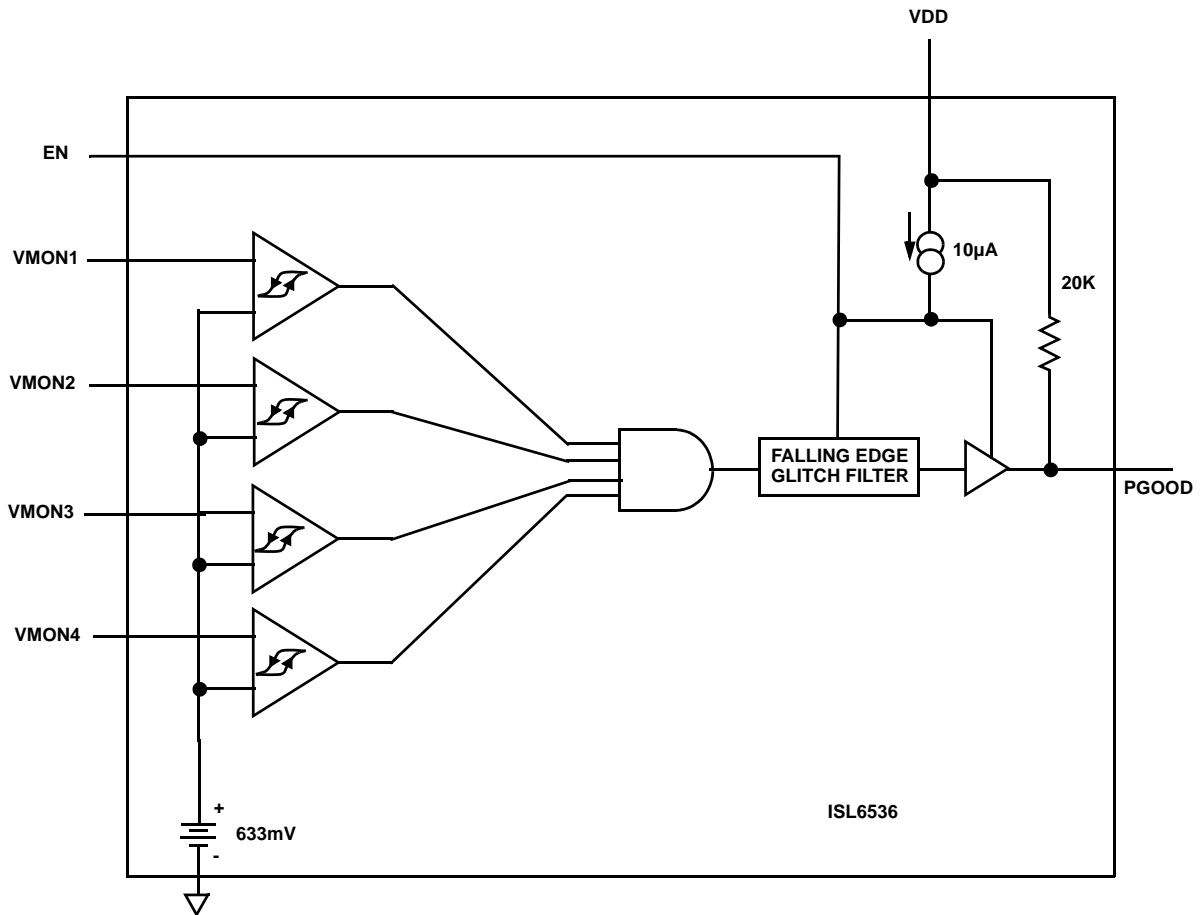 VDD
EN
VMON1
10µA
20K
VMON2
FALLING EDGE
GLITCH FILTER
PGOOD
VMON3
VMON4
ISL6536
+
633mV
-